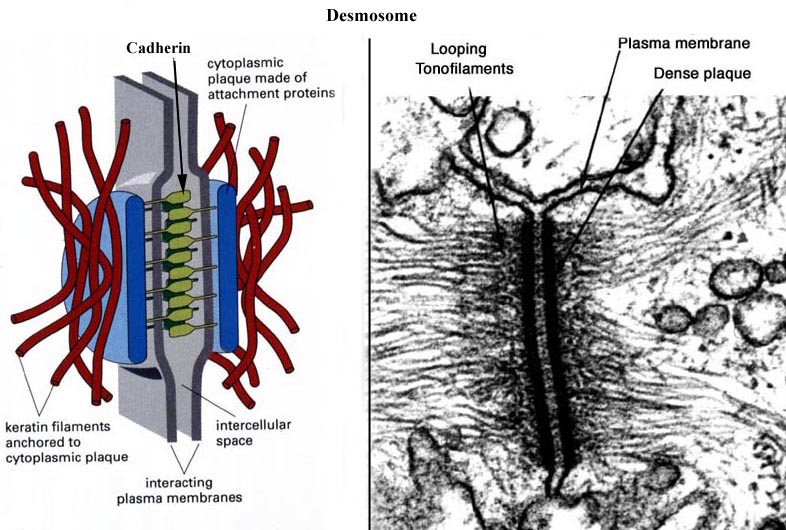 Desmosome
Cadherin
cytoplasmic
plaque made of
attachment proteins
keratin filaments
anchored to
cytoplasmic plaque
intercellular
space
interacting
plasma membranes
Looping
Tonofilaments
Plasma membrane
Dense plaque